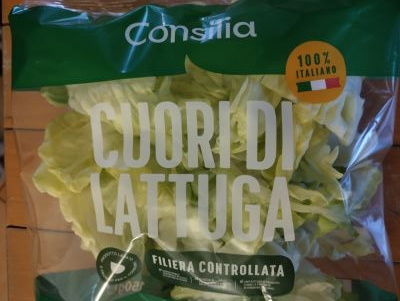 Consilia
100%
ITALIANO
CUORI DI
LATTUGA
FILIERA CONTROLLATA